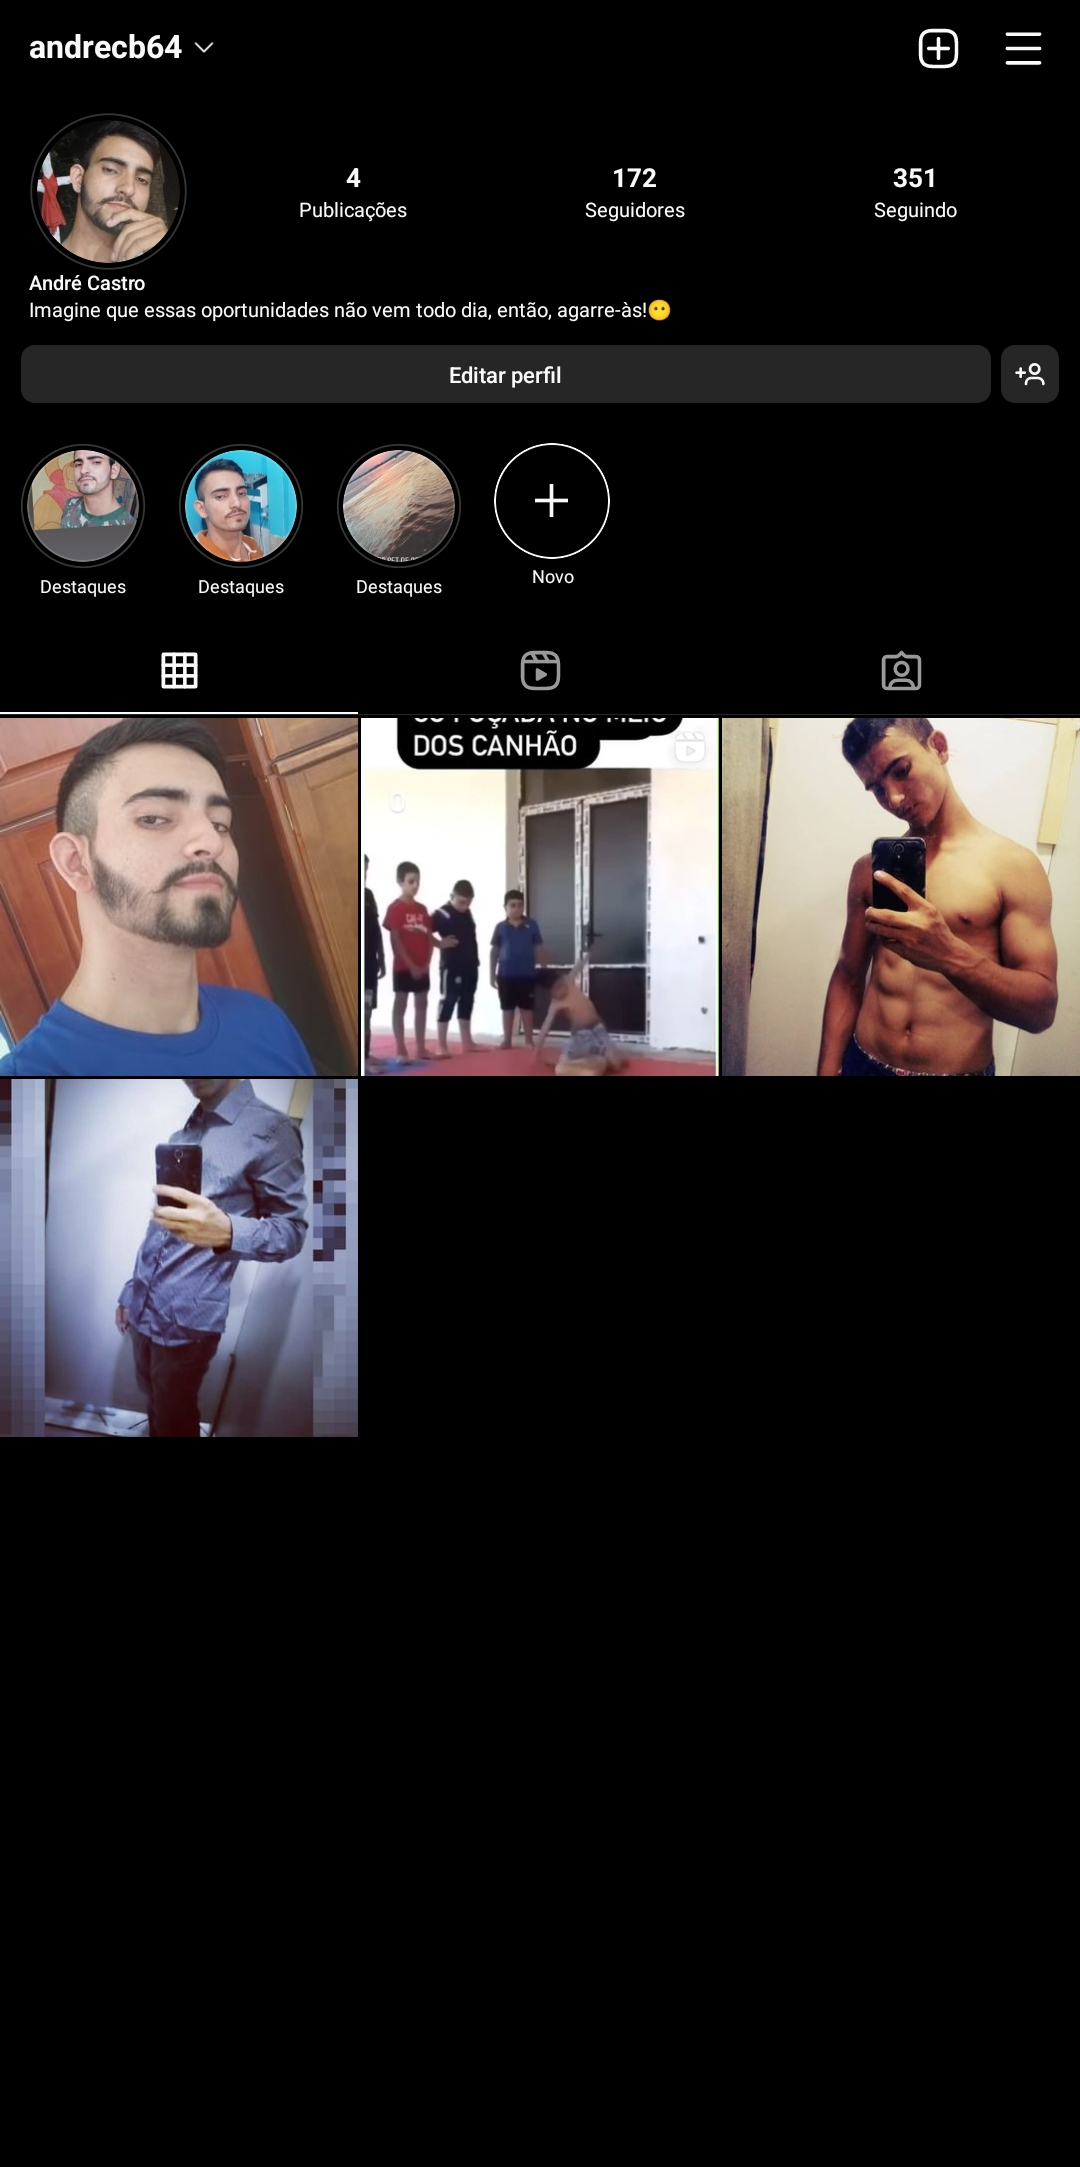 andrecb64
4
Publicações
172
Seguidores
351
Seguindo
André Castro
Imagine que essas oportunidades não vem todo dia, então, agarre-às!😶
Editar perfil
Destaques
Destaques
Destaques
Novo
DOS CANHÃO